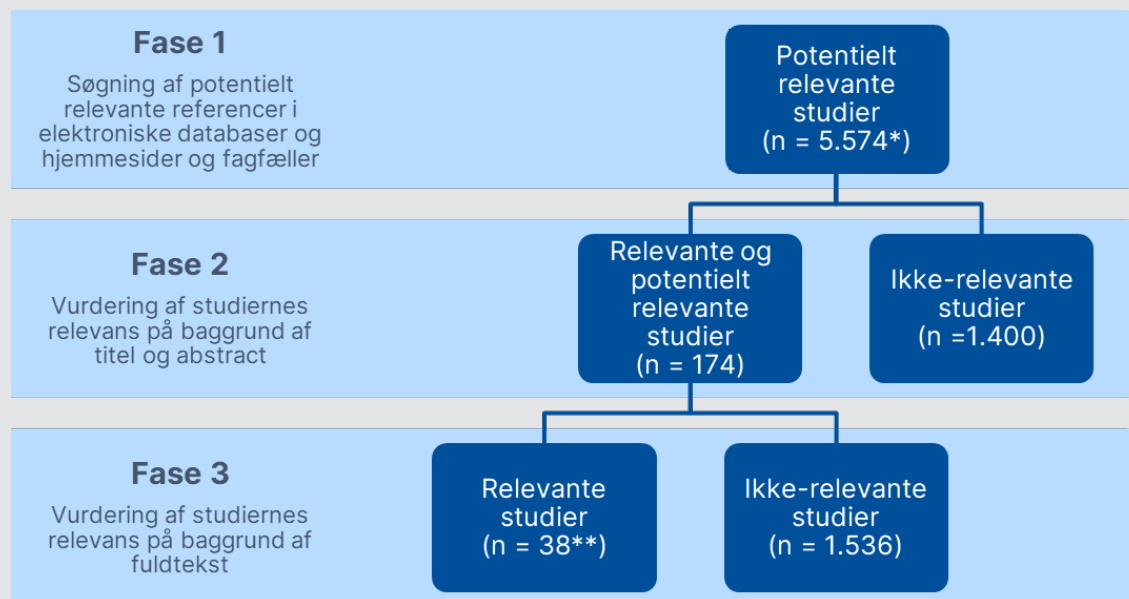 Fase 1
Søgning af potentielt
relevante referencer i
elektroniske databaser og
hjemmesider og fagfæller
Potentielt
relevante
studier
(n = 5.574*)
Fase 2
Vurdering af studiernes
relevans på baggrund af
titel og abstract
Relevante og
potentielt
relevante
studier
(n = 174)
Ikke-relevante
studier
(n =1.400)
Fase 3
Vurdering af studiernes
relevans på baggrund af
fuldtekst
Relevante
studier
(n = 38**)
Ikke-relevante
studier
(n = 1.536)